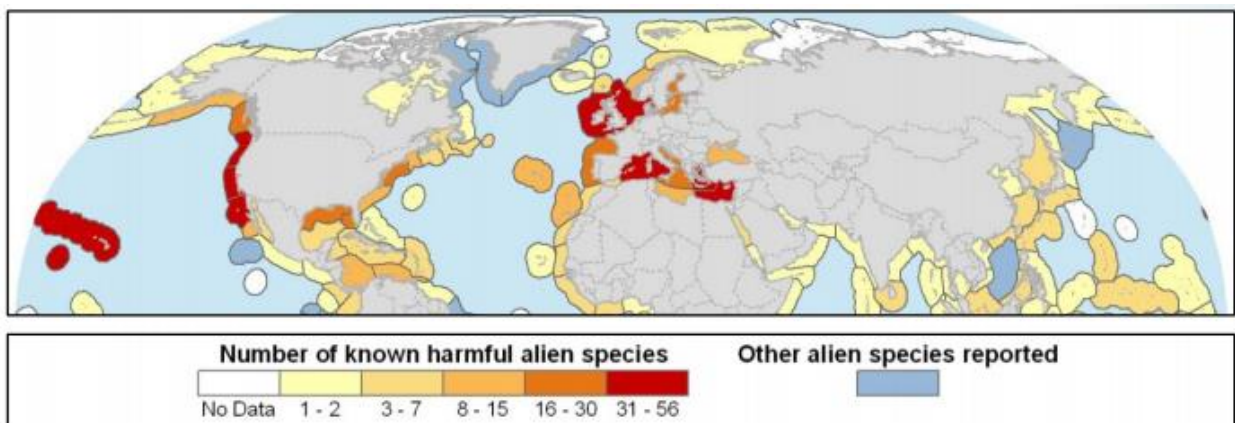 Number of known harmful alien species
Other alien species reported
No Data
1 - 2
3 - 7
8 - 15
16 - 30
31 - 56